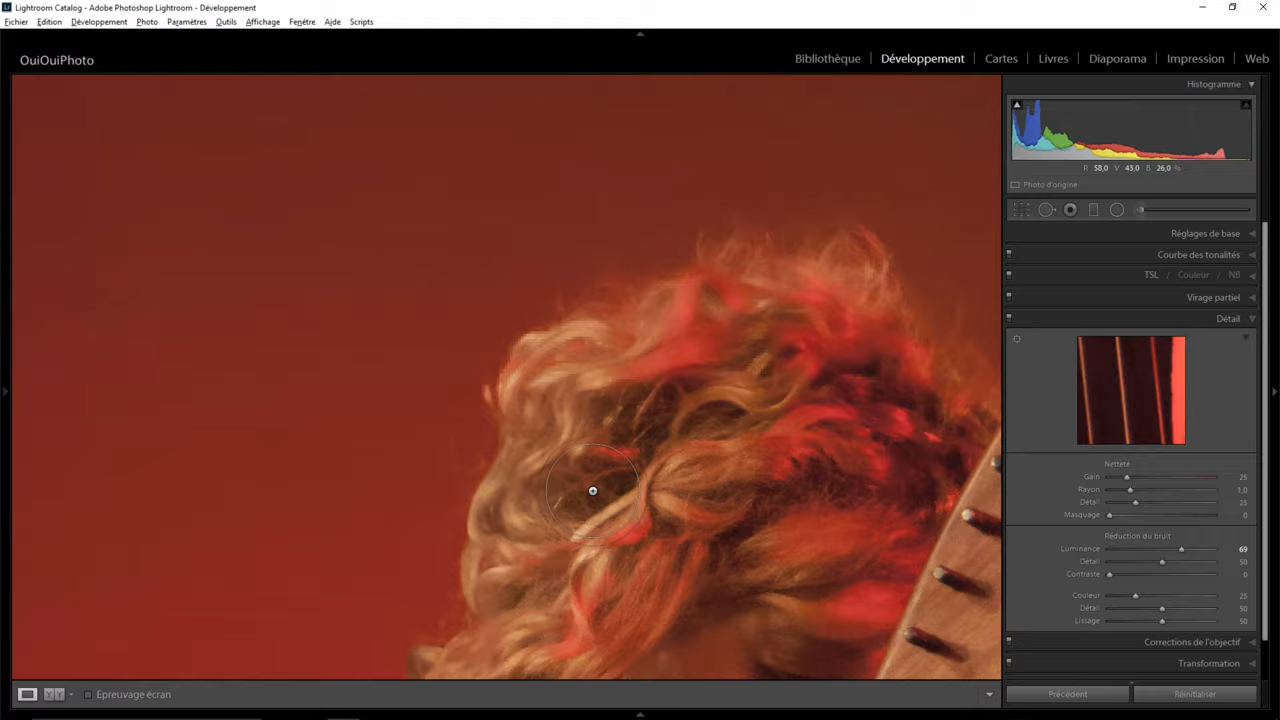 Lightroom Catalog - Adobe Photoshop Lightroom - Développement
Fichier Edition Développement Photo Paramètres Outils Affichage Fenêtre Aide Scripts
OuiOuiPhoto
Bibliothèque Développement Cartes Livres Diaporama Impression Web
Histogramme
R 58,0 V 43,0 B 26,0 %
Photo d'origine
Réglages de base
Courbe des tonalités
TSL / Couleur / NB
Virage partiel
Détail
Netteté
Gain 25
Rayon 1,0
Détail 25
Masquage 0
Réduction du bruit
Luminance 69
Détail 50
Contraste 0
Couleur 25
Détail 50
Lissage 50
Corrections de l'objectif
Transformation
Epreuvage écran
Précédent Réinitialiser